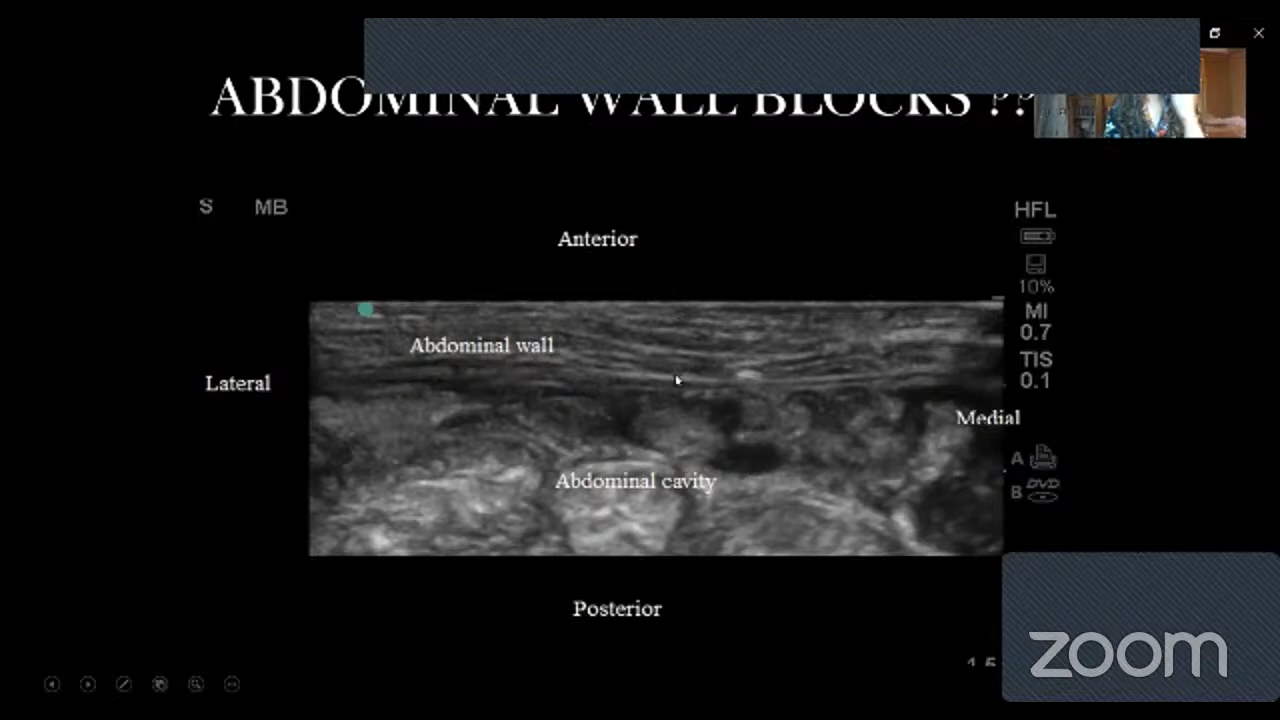 ABDOMINAL WALL BLOCKS ??
S MB
HFL
Anterior
10%
MI
0.7
Abdominal wall
TIS
0.1
Lateral
Medial
A
Abdominal cavity
B DVD
Posterior
zoom